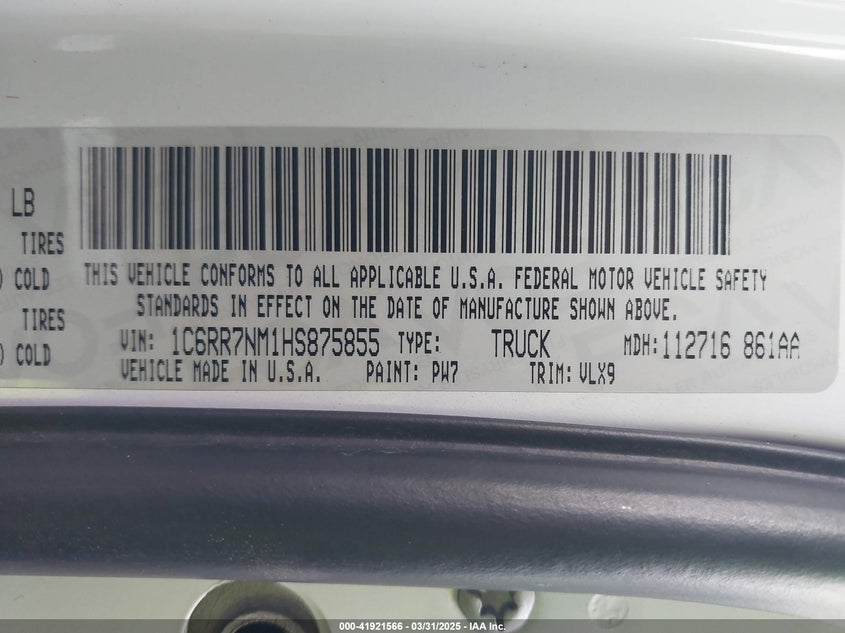 LB
TIRES
) COLD
TIRES
) COLD
THIS VEHICLE CONFORMS TO ALL APPLICABLE U.S.A. FEDERAL MOTOR VEHICLE SAFETY
STANDARDS IN EFFECT ON THE DATE OF MANUFACTURE SHOWN ABOVE.
VIN: 1C6RR7NM1HS875855 TYPE: TRUCK MDH: 112716 861AA
VEHICLE MADE IN U.S.A. PAINT: PW7 TRIM: VLX9
000-41921566 - 03/31/2025 - IAA Inc.